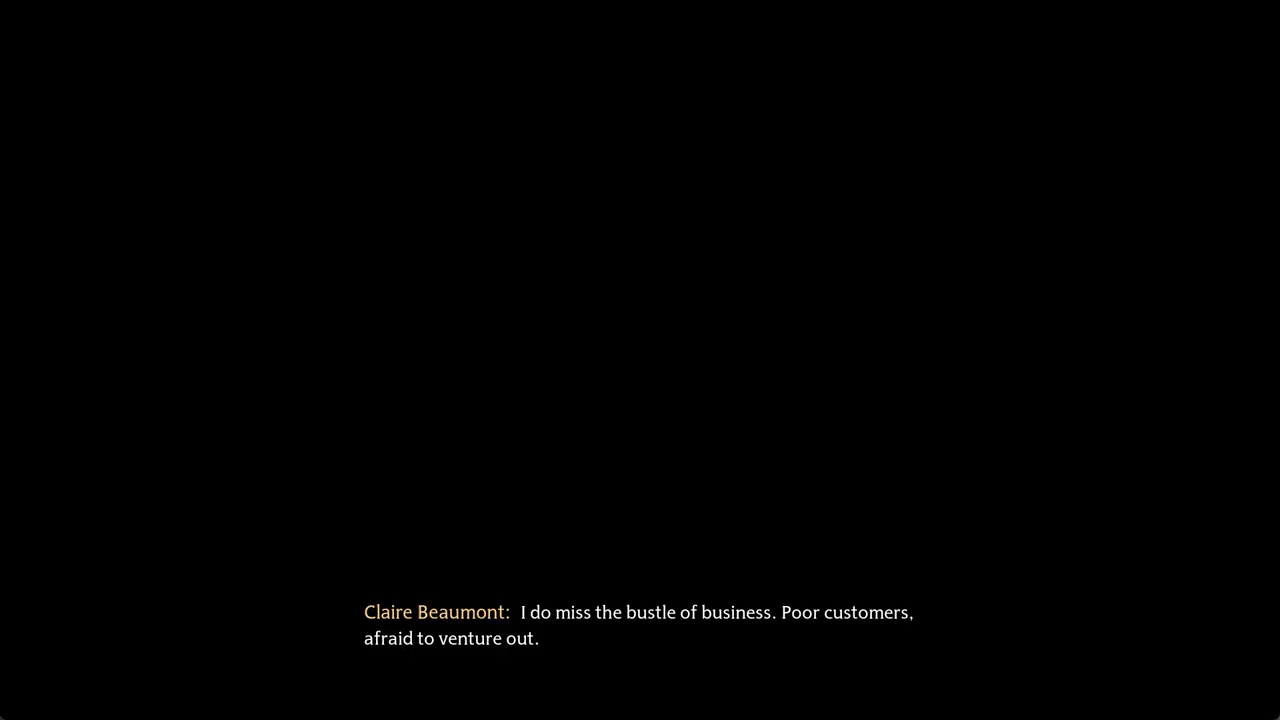 Claire Beaumont: I do miss the bustle of business. Poor customers,
afraid to venture out.